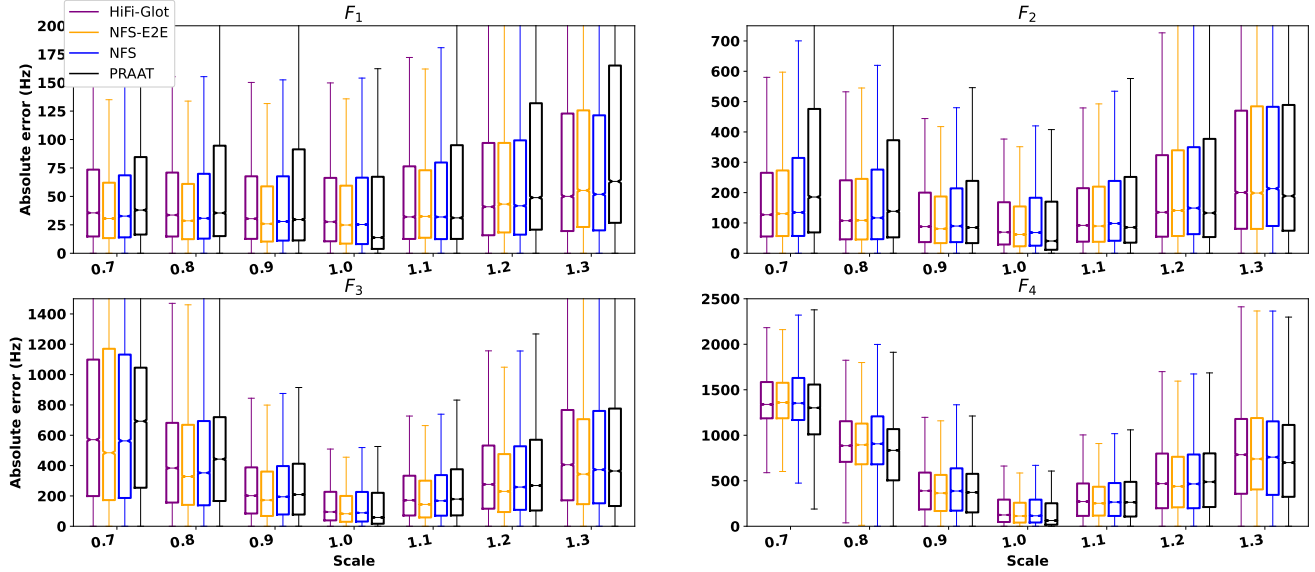 HiFi-Glot
NFS-E2E
NFS
PRAAT
F1
Absolute error (Hz)
200
175
150
125
100
75
50
25
0
0.7 0.8 0.9 1.0 1.1 1.2 1.3
F2
700
600
500
400
300
200
100
0
0.7 0.8 0.9 1.0 1.1 1.2 1.3
F3
Absolute error (Hz)
1400
1200
1000
800
600
400
200
0
0.7 0.8 0.9 1.0 1.1 1.2 1.3
Scale
F4
2500
2000
1500
1000
500
0
0.7 0.8 0.9 1.0 1.1 1.2 1.3
Scale